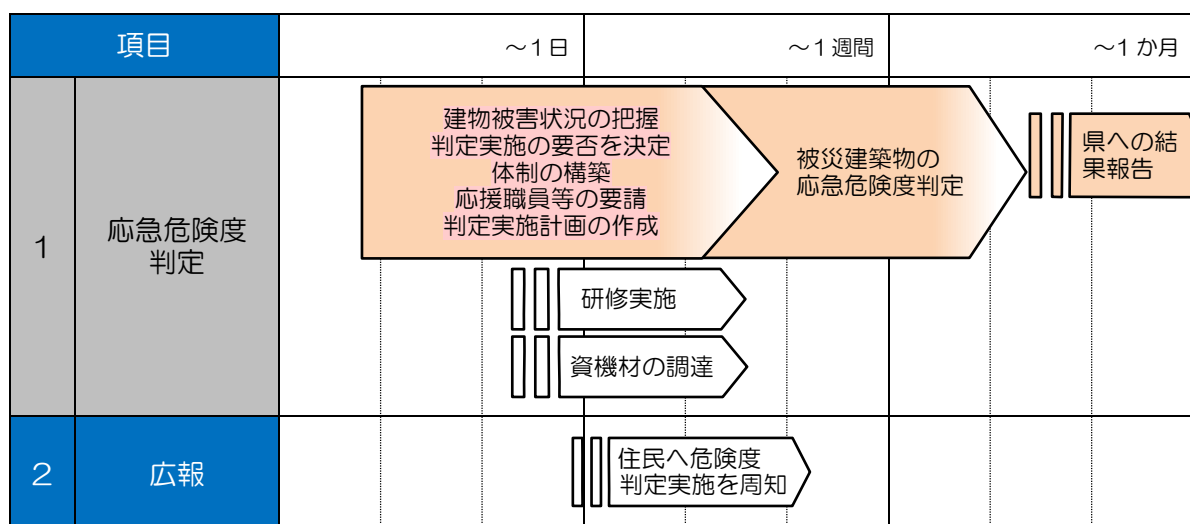 項目
～1日
～1週間
～1か月
1
応急危険度
判定
建物被害状況の把握
判定実施の要否を決定
体制の構築
応援職員等の要請
判定実施計画の作成
被災建築物の
応急危険度判定
県への結
果報告
研修実施
資機材の調達
2
広報
住民へ危険度
判定実施を周知